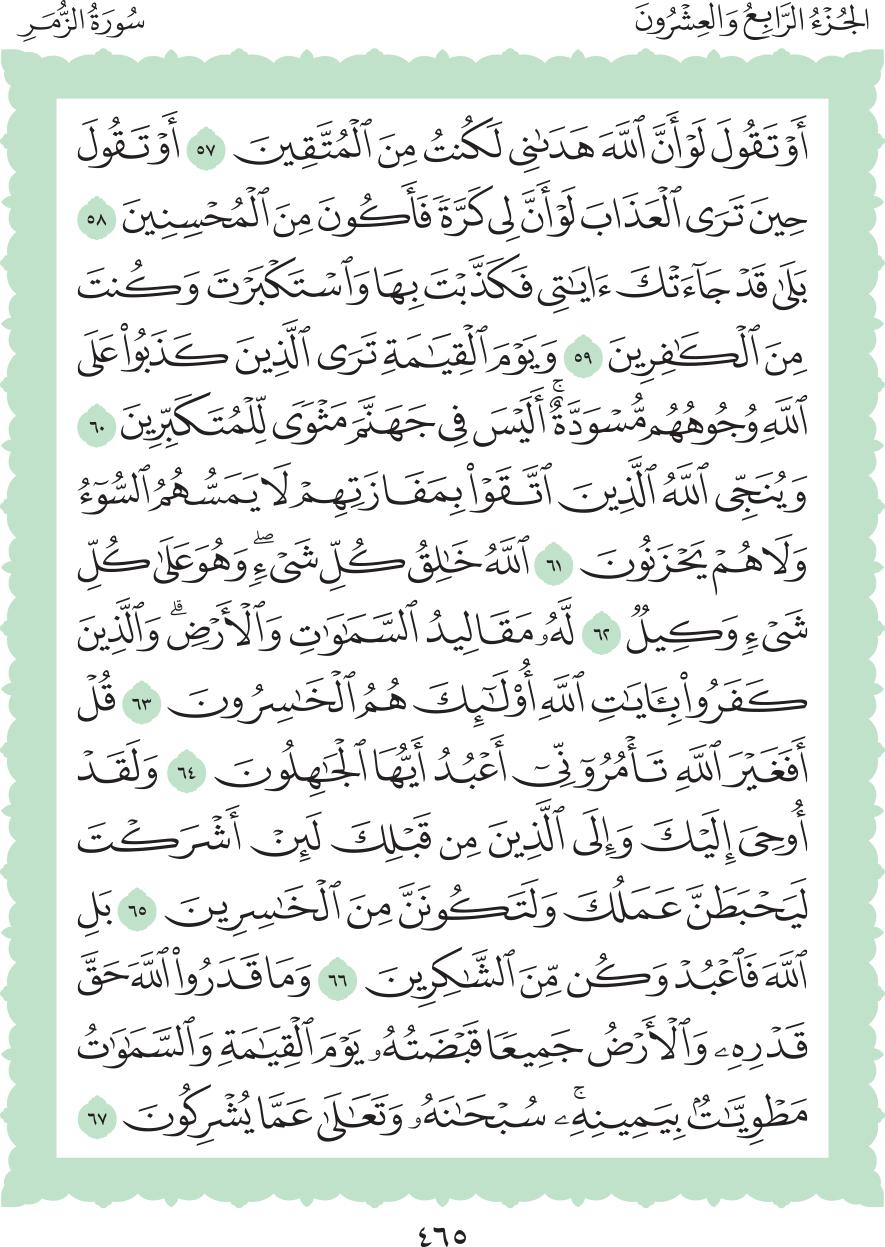 الجُزْءُ الرَّابِعُ وَالعِشْرُونَ
سُورَةُ الزُّمَرِ
أَوْ تَقُولَ لَوْ أَنَّ ٱللَّهَ هَدَىٰنِي لَكُنتُ مِنَ ٱلْمُتَّقِينَ ٥٧ أَوْ تَقُولَ
حِينَ تَرَى ٱلْعَذَابَ لَوْ أَنَّ لِي كَرَّةً فَأَكُونَ مِنَ ٱلْمُحْسِنِينَ ٥٨
بَلَىٰ قَدْ جَآءَتْكَ ءَايَٰتِي فَكَذَّبْتَ بِهَا وَٱسْتَكْبَرْتَ وَكُنتَ
مِنَ ٱلْكَٰفِرِينَ ٥٩ وَيَوْمَ ٱلْقِيَٰمَةِ تَرَى ٱلَّذِينَ كَذَبُوا۟ عَلَى
ٱللَّهِ وُجُوهُهُم مُّسْوَدَّةٌ ۚ أَلَيْسَ فِي جَهَنَّمَ مَثْوًى لِّلْمُتَكَبِّرِينَ ٦٠
وَيُنَجِّي ٱللَّهُ ٱلَّذِينَ ٱتَّقَوْا۟ بِمَفَازَتِهِمْ لَا يَمَسُّهُمُ ٱلسُّوٓءُ
وَلَا هُمْ يَحْزَنُونَ ٦١ ٱللَّهُ خَٰلِقُ كُلِّ شَيْءٍ ۖ وَهُوَ عَلَىٰ كُلِّ
شَيْءٍ وَكِيلٌ ٦٢ لَّهُۥ مَقَالِيدُ ٱلسَّمَٰوَٰتِ وَٱلْأَرْضِ ۗ وَٱلَّذِينَ
كَفَرُوا۟ بِـَٔايَٰتِ ٱللَّهِ أُو۟لَٰٓئِكَ هُمُ ٱلْخَٰسِرُونَ ٦٣ قُلْ
أَفَغَيْرَ ٱللَّهِ تَأْمُرُوٓنِّيٓ أَعْبُدُ أَيُّهَا ٱلْجَٰهِلُونَ ٦٤ وَلَقَدْ
أُوحِيَ إِلَيْكَ وَإِلَى ٱلَّذِينَ مِن قَبْلِكَ لَئِنْ أَشْرَكْتَ
لَيَحْبَطَنَّ عَمَلُكَ وَلَتَكُونَنَّ مِنَ ٱلْخَٰسِرِينَ ٦٥ بَلِ
ٱللَّهَ فَٱعْبُدْ وَكُن مِّنَ ٱلشَّٰكِرِينَ ٦٦ وَمَا قَدَرُوا۟ ٱللَّهَ حَقَّ
قَدْرِهِۦ وَٱلْأَرْضُ جَمِيعًا قَبْضَتُهُۥ يَوْمَ ٱلْقِيَٰمَةِ وَٱلسَّمَٰوَٰتُ
مَطْوِيَّٰتٌۢ بِيَمِينِهِۦ ۚ سُبْحَٰنَهُۥ وَتَعَٰلَىٰ عَمَّا يُشْرِكُونَ ٦٧
٤٦٥